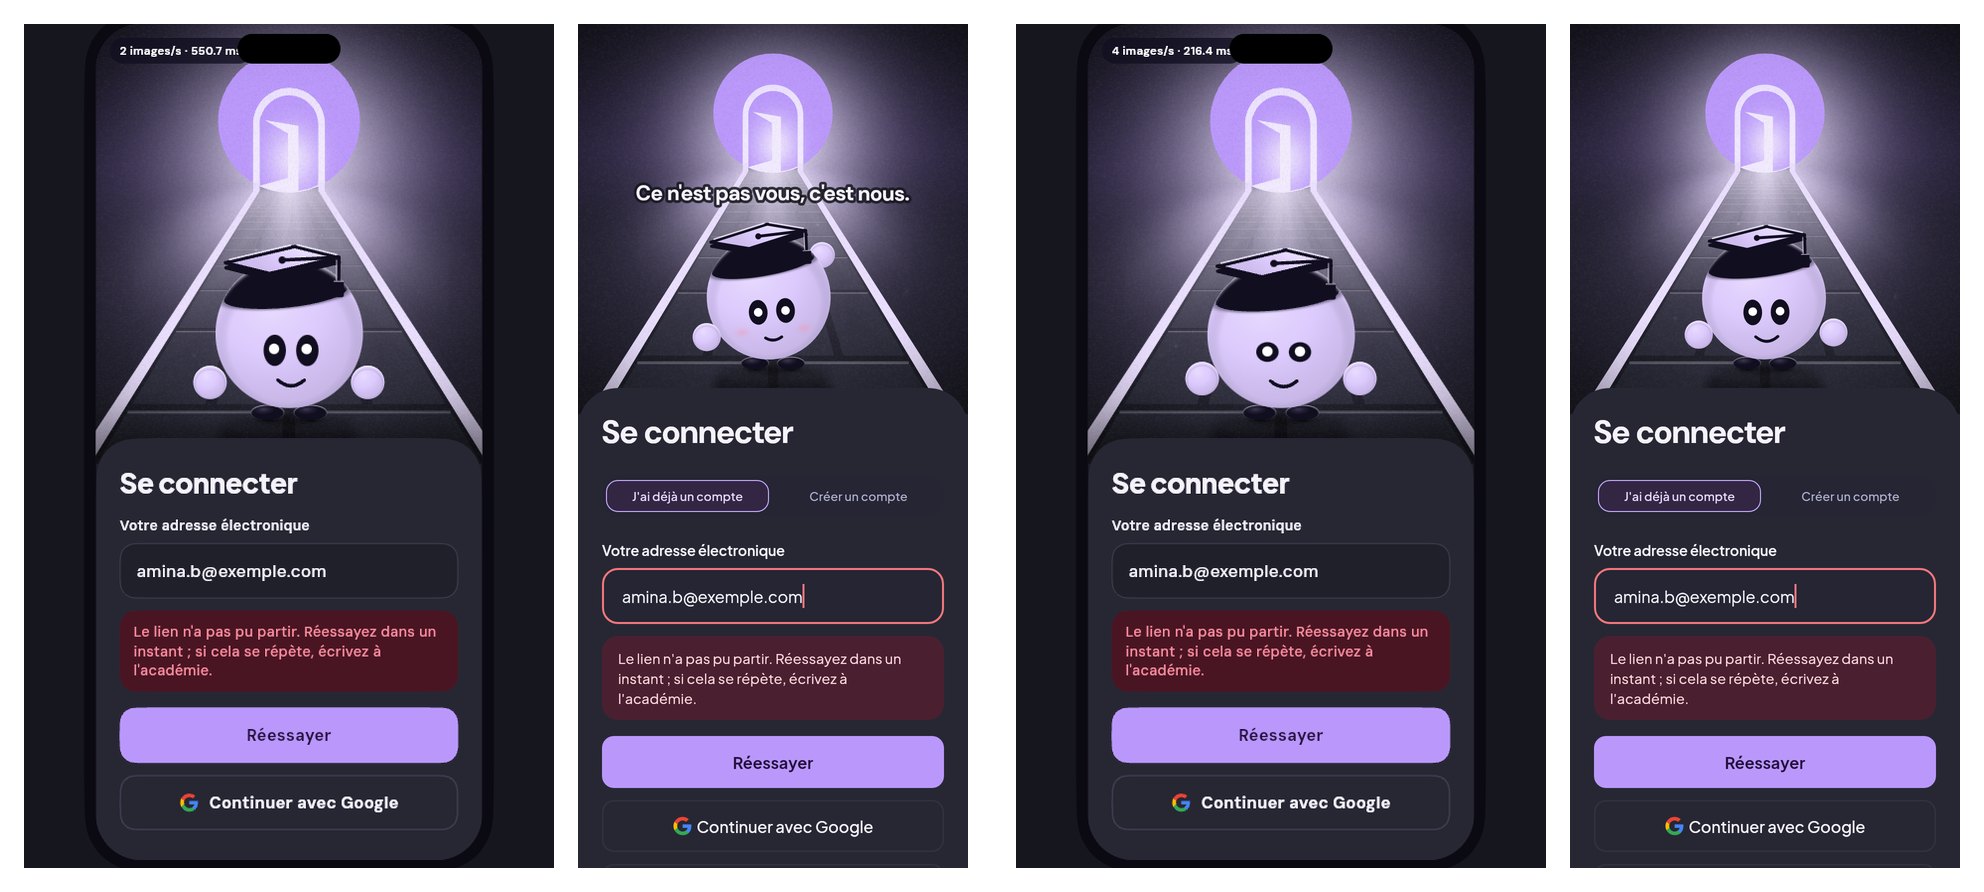 2 images/s · 550.7 ms
Se connecter
Votre adresse électronique
amina.b@exemple.com
Le lien n'a pas pu partir. Réessayez dans un
instant ; si cela se répète, écrivez à
l'académie.
Réessayer
Continuer avec Google
Ce n'est pas vous, c'est nous.
Se connecter
J'ai déjà un compte
Créer un compte
Votre adresse électronique
amina.b@exemple.com
Le lien n'a pas pu partir. Réessayez dans un
instant ; si cela se répète, écrivez à
l'académie.
Réessayer
Continuer avec Google
4 images/s · 216.4 ms
Se connecter
Votre adresse électronique
amina.b@exemple.com
Le lien n'a pas pu partir. Réessayez dans un
instant ; si cela se répète, écrivez à
l'académie.
Réessayer
Continuer avec Google
Se connecter
J'ai déjà un compte
Créer un compte
Votre adresse électronique
amina.b@exemple.com
Le lien n'a pas pu partir. Réessayez dans un
instant ; si cela se répète, écrivez à
l'académie.
Réessayer
Continuer avec Google